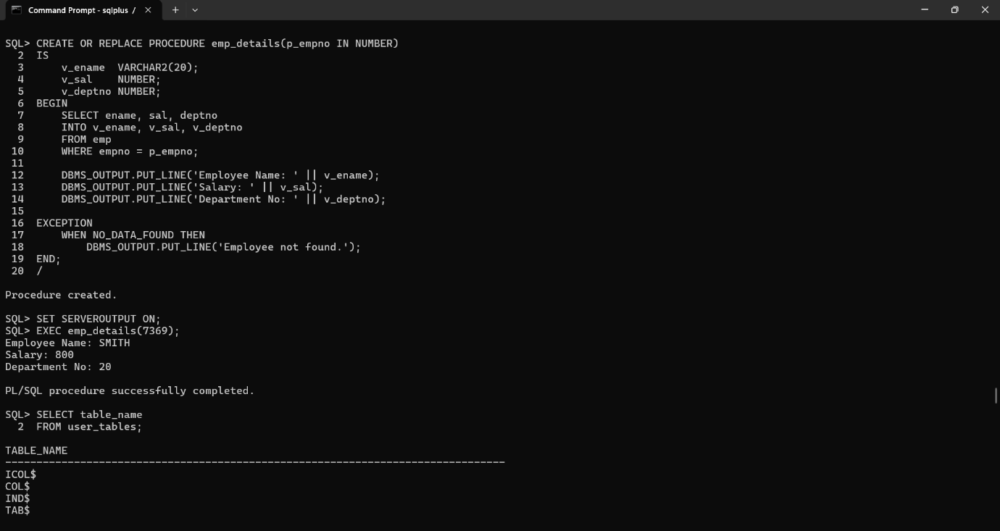 Command Prompt - sqlplus /
SQL> CREATE OR REPLACE PROCEDURE emp_details(p_empno IN NUMBER)
  2  IS
  3      v_ename  VARCHAR2(20);
  4      v_sal    NUMBER;
  5      v_deptno NUMBER;
  6  BEGIN
  7      SELECT ename, sal, deptno
  8      INTO v_ename, v_sal, v_deptno
  9      FROM emp
 10      WHERE empno = p_empno;
 11
 12      DBMS_OUTPUT.PUT_LINE('Employee Name: ' || v_ename);
 13      DBMS_OUTPUT.PUT_LINE('Salary: ' || v_sal);
 14      DBMS_OUTPUT.PUT_LINE('Department No: ' || v_deptno);
 15
 16  EXCEPTION
 17      WHEN NO_DATA_FOUND THEN
 18          DBMS_OUTPUT.PUT_LINE('Employee not found.');
 19  END;
 20  /
Procedure created.
SQL> SET SERVEROUTPUT ON;
SQL> EXEC emp_details(7369);
Employee Name: SMITH
Salary: 800
Department No: 20
PL/SQL procedure successfully completed.
SQL> SELECT table_name
  2  FROM user_tables;
TABLE_NAME
--------------------------------------------------------------------------------
ICOL$
COL$
IND$
TAB$